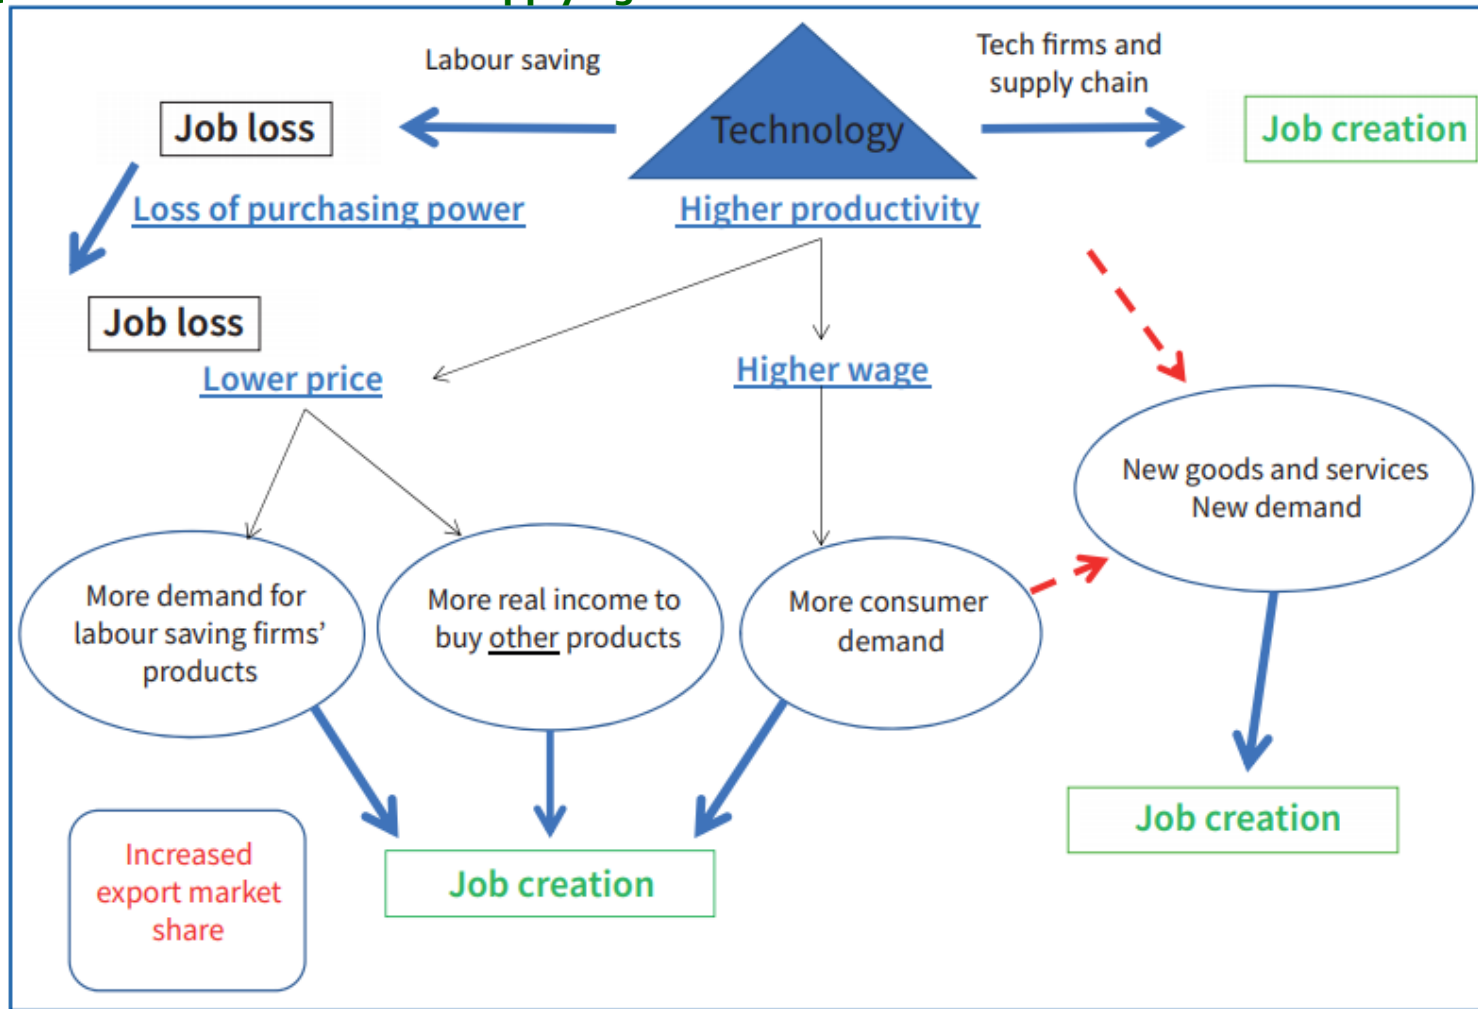 Labour saving
Tech firms and
supply chain
Job loss
Technology
Job creation
Loss of purchasing power
Higher productivity
Job loss
Lower price
Higher wage
New goods and services
New demand
More demand for
labour saving firms’
products
More real income to
buy other products
More consumer
demand
Job creation
Increased
export market
share
Job creation